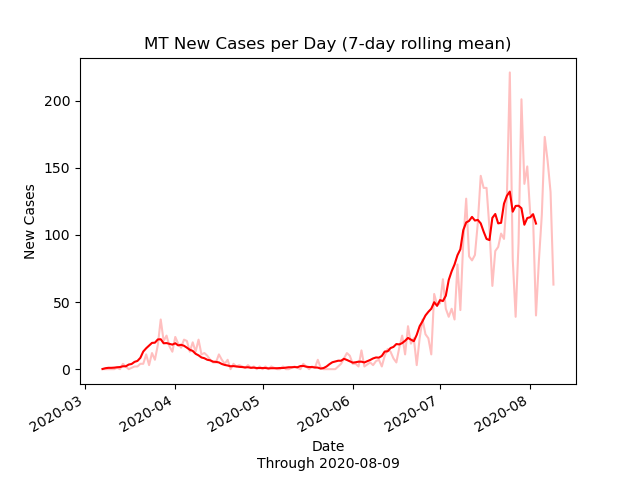 MT New Cases per Day (7-day rolling mean)
New Cases
200
150
100
50
0
2020-03
2020-04
2020-05
2020-06
2020-07
2020-08
Date
Through 2020-08-09